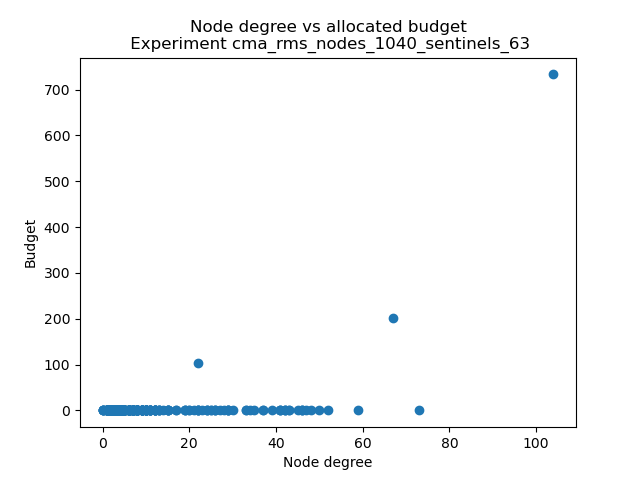 Node degree vs allocated budget
Experiment cma_rms_nodes_1040_sentinels_63
700
600
500
400
300
200
100
0
Budget
0 20 40 60 80 100
Node degree